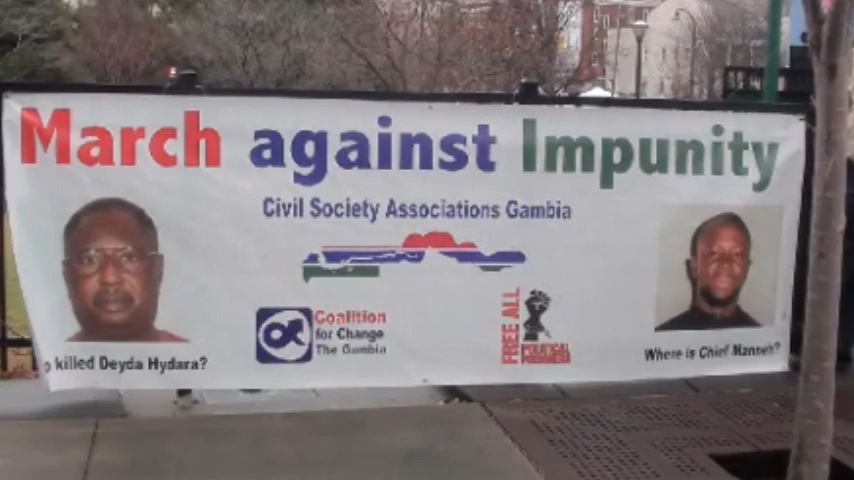 March against Impunity
Civil Society Associations Gambia
Coalition
for Change
The Gambia
FREE ALL
POLITICAL
PRISONERS
o killed Deyda Hydara?
Where is Chief Manneh?